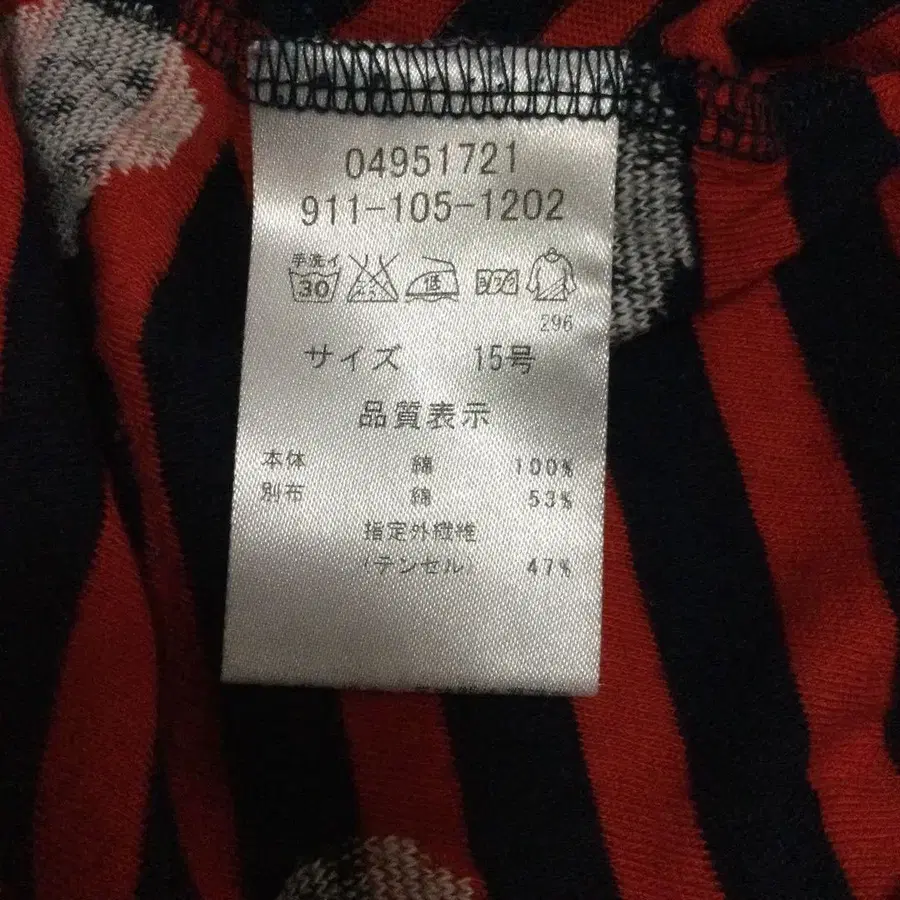 04951721
911-105-1202
手洗イ
30 低
296
サイズ 15号
品質表示
本体 綿 100%
別布 綿 53%
指定外繊維
(テンセル 47%